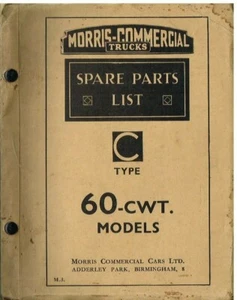 MORRIS-COMMERCIAL
TRUCKS
SPARE PARTS
LIST
C
TYPE
60-CWT.
MODELS
MORRIS COMMERCIAL CARS LTD.
ADDERLEY PARK, BIRMINGHAM, 8